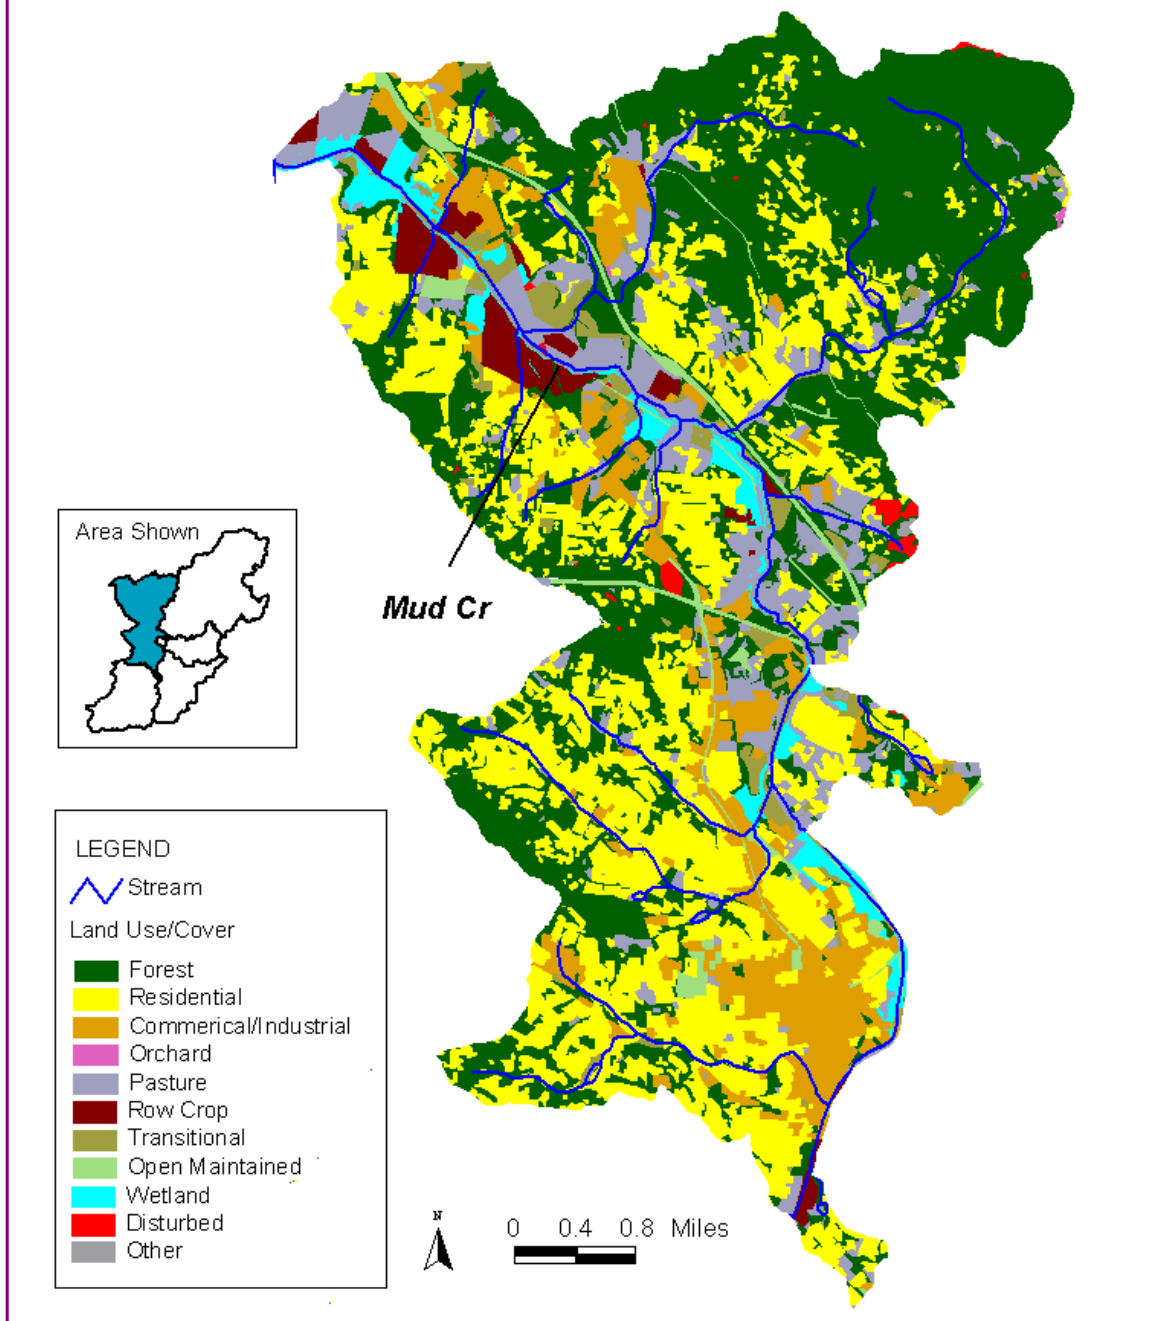 Area Shown
Mud Cr
LEGEND
Stream
Land Use/Cover
Forest
Residential
Commerical/Industrial
Orchard
Pasture
Row Crop
Transitional
Open Maintained
Wetland
Disturbed
Other
N
0 0.4 0.8 Miles